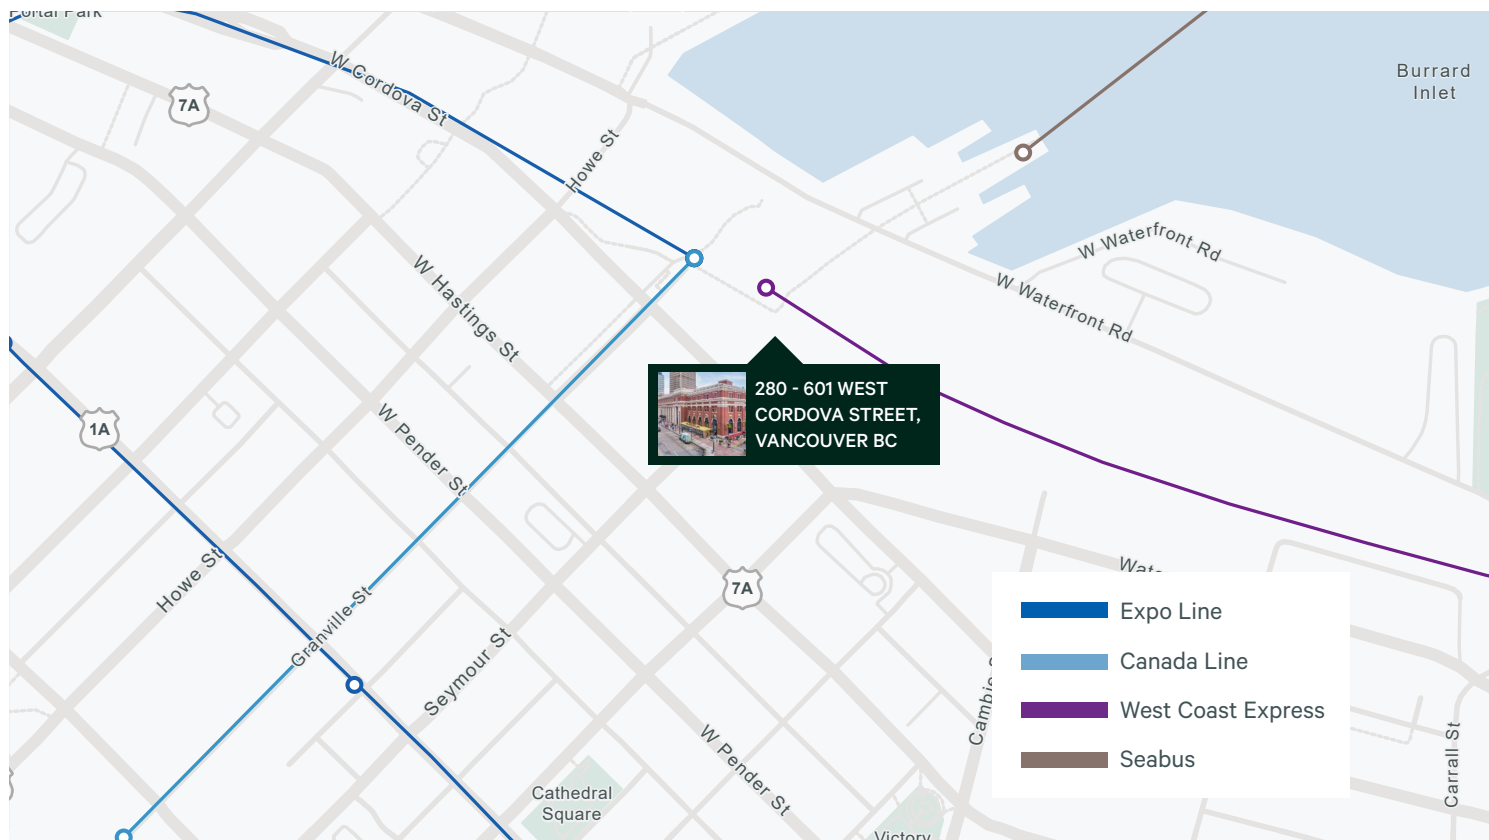 Portal Park
Burrard
Inlet
7A
W Cordova St
Howe St
W Waterfront Rd
W Waterfront Rd
W Hastings St
280 - 601 WEST
CORDOVA STREET,
VANCOUVER BC
1A
W Pender St
Howe St
7A
Granville St
Seymour St
Expo Line
Canada Line
West Coast Express
Seabus
W Pender St
Carrall St
Cathedral
Square
Victory